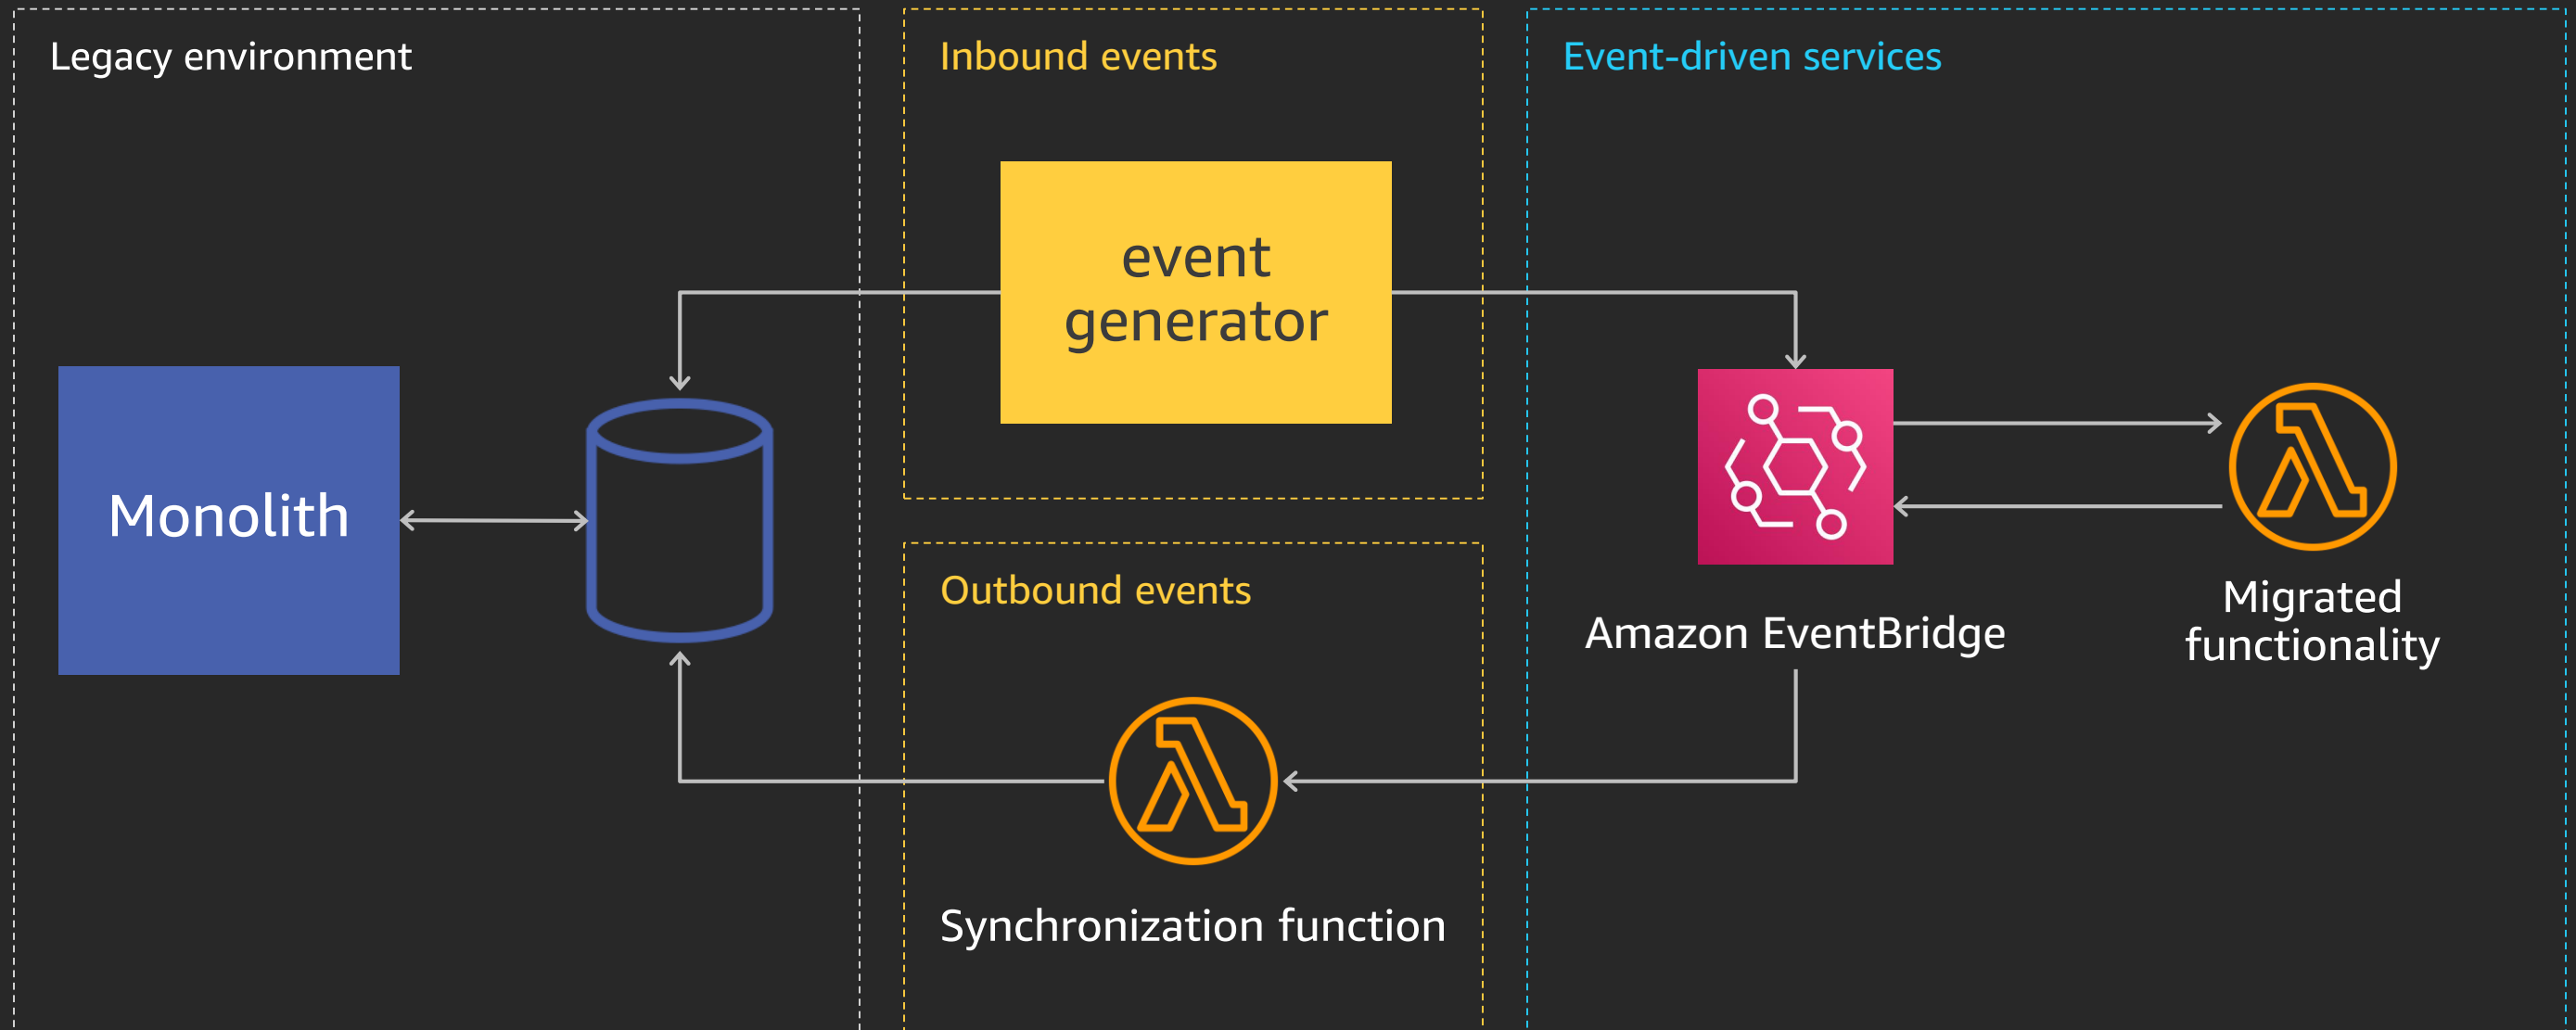 Legacy environment
Inbound events
Event-driven services
event
generator
Monolith
Outbound events
Amazon EventBridge
Migrated
functionality
Synchronization function